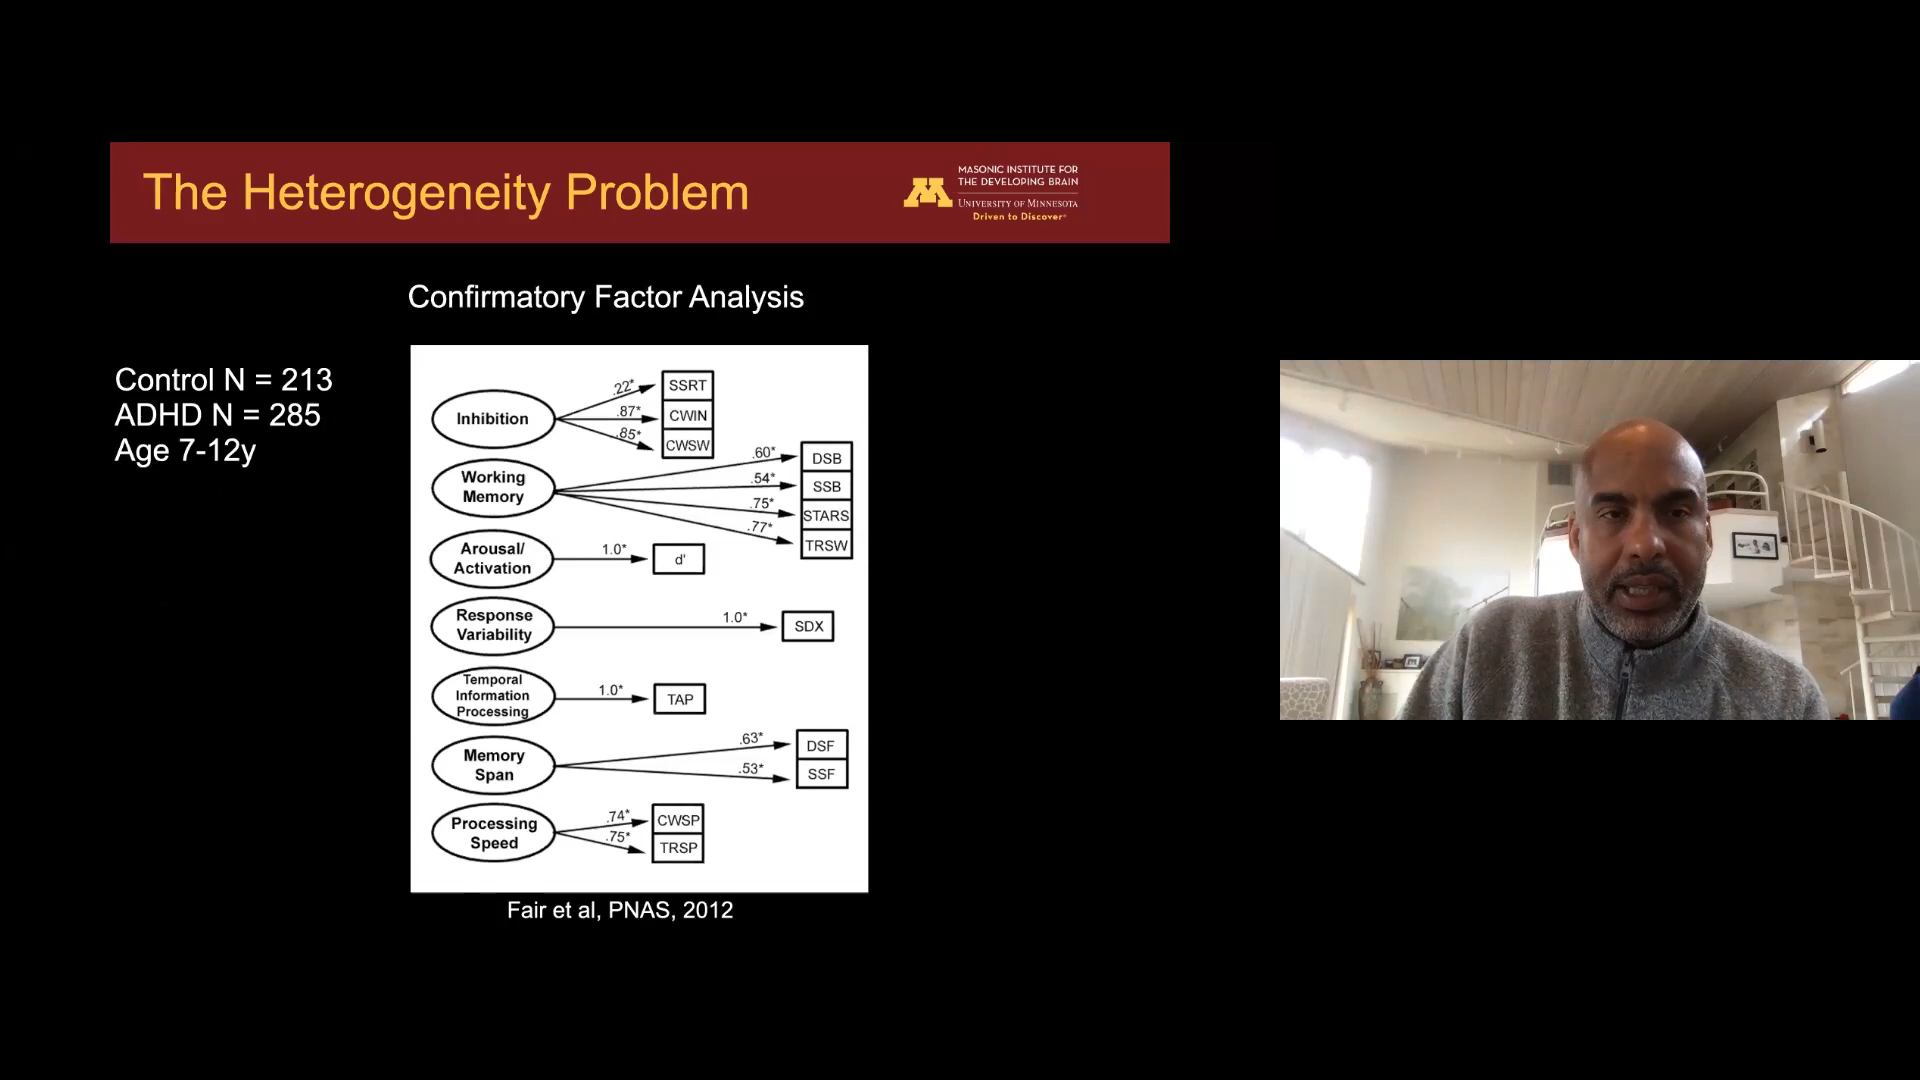 The Heterogeneity Problem
MASONIC INSTITUTE FOR
THE DEVELOPING BRAIN
UNIVERSITY OF MINNESOTA
Driven to Discover®
Confirmatory Factor Analysis
Control N = 213
ADHD N = 285
Age 7-12y
Inhibition
.22*
SSRT
.87*
CWIN
.85*
CWSW
Working
Memory
.60*
DSB
.54*
SSB
.75*
STARS
.77*
TRSW
Arousal/
Activation
1.0*
d'
Response
Variability
1.0*
SDX
Temporal
Information
Processing
1.0*
TAP
Memory
Span
.63*
DSF
.53*
SSF
Processing
Speed
.74*
CWSP
.75*
TRSP
Fair et al, PNAS, 2012